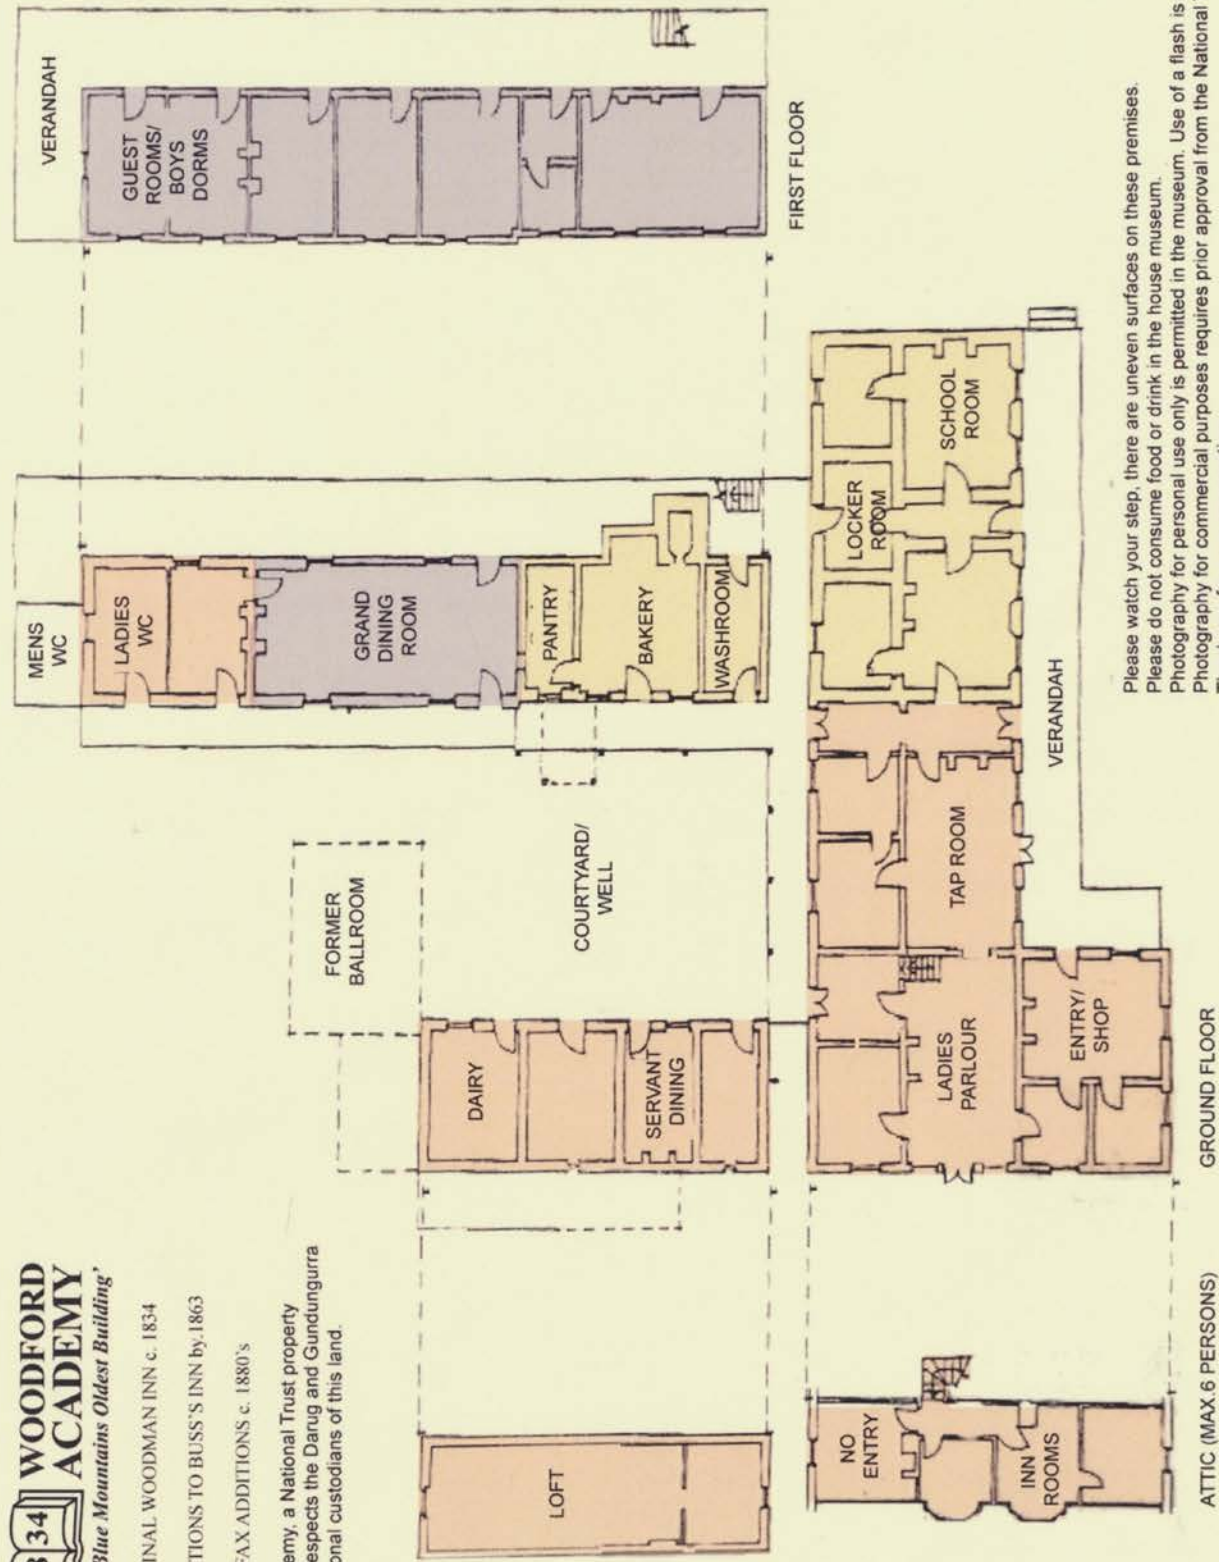 34
WOODFORD
ACADEMY
Blue Mountains Oldest Building'
INAL WOODMAN INN c. 1834
TIONS TO BUSS'S INN by.1863
FAX ADDITIONS c. 1880's
emy, a National Trust property
espects the Darug and Gundungurra
onal custodians of this land.
VERANDAH
GUEST
ROOMS/
BOYS
DORMS
FIRST FLOOR
MENS
WC
LADIES
WC
GRAND
DINING
ROOM
PANTRY
BAKERY
WASHROOM
FORMER
BALLROOM
COURTYARD/
WELL
DAIRY
SERVANT
DINING
LOFT
LOCKER
ROOM
SCHOOL
ROOM
TAP ROOM
VERANDAH
LADIES
PARLOUR
ENTRY/
SHOP
GROUND FLOOR
NO
ENTRY
INN
ROOMS
ATTIC (MAX.6 PERSONS)
Please watch your step, there are uneven surfaces on these premises.
Please do not consume food or drink in the house museum.
Photography for personal use only is permitted in the museum. Use of a flash is
Photography for commercial purposes requires prior approval from the National